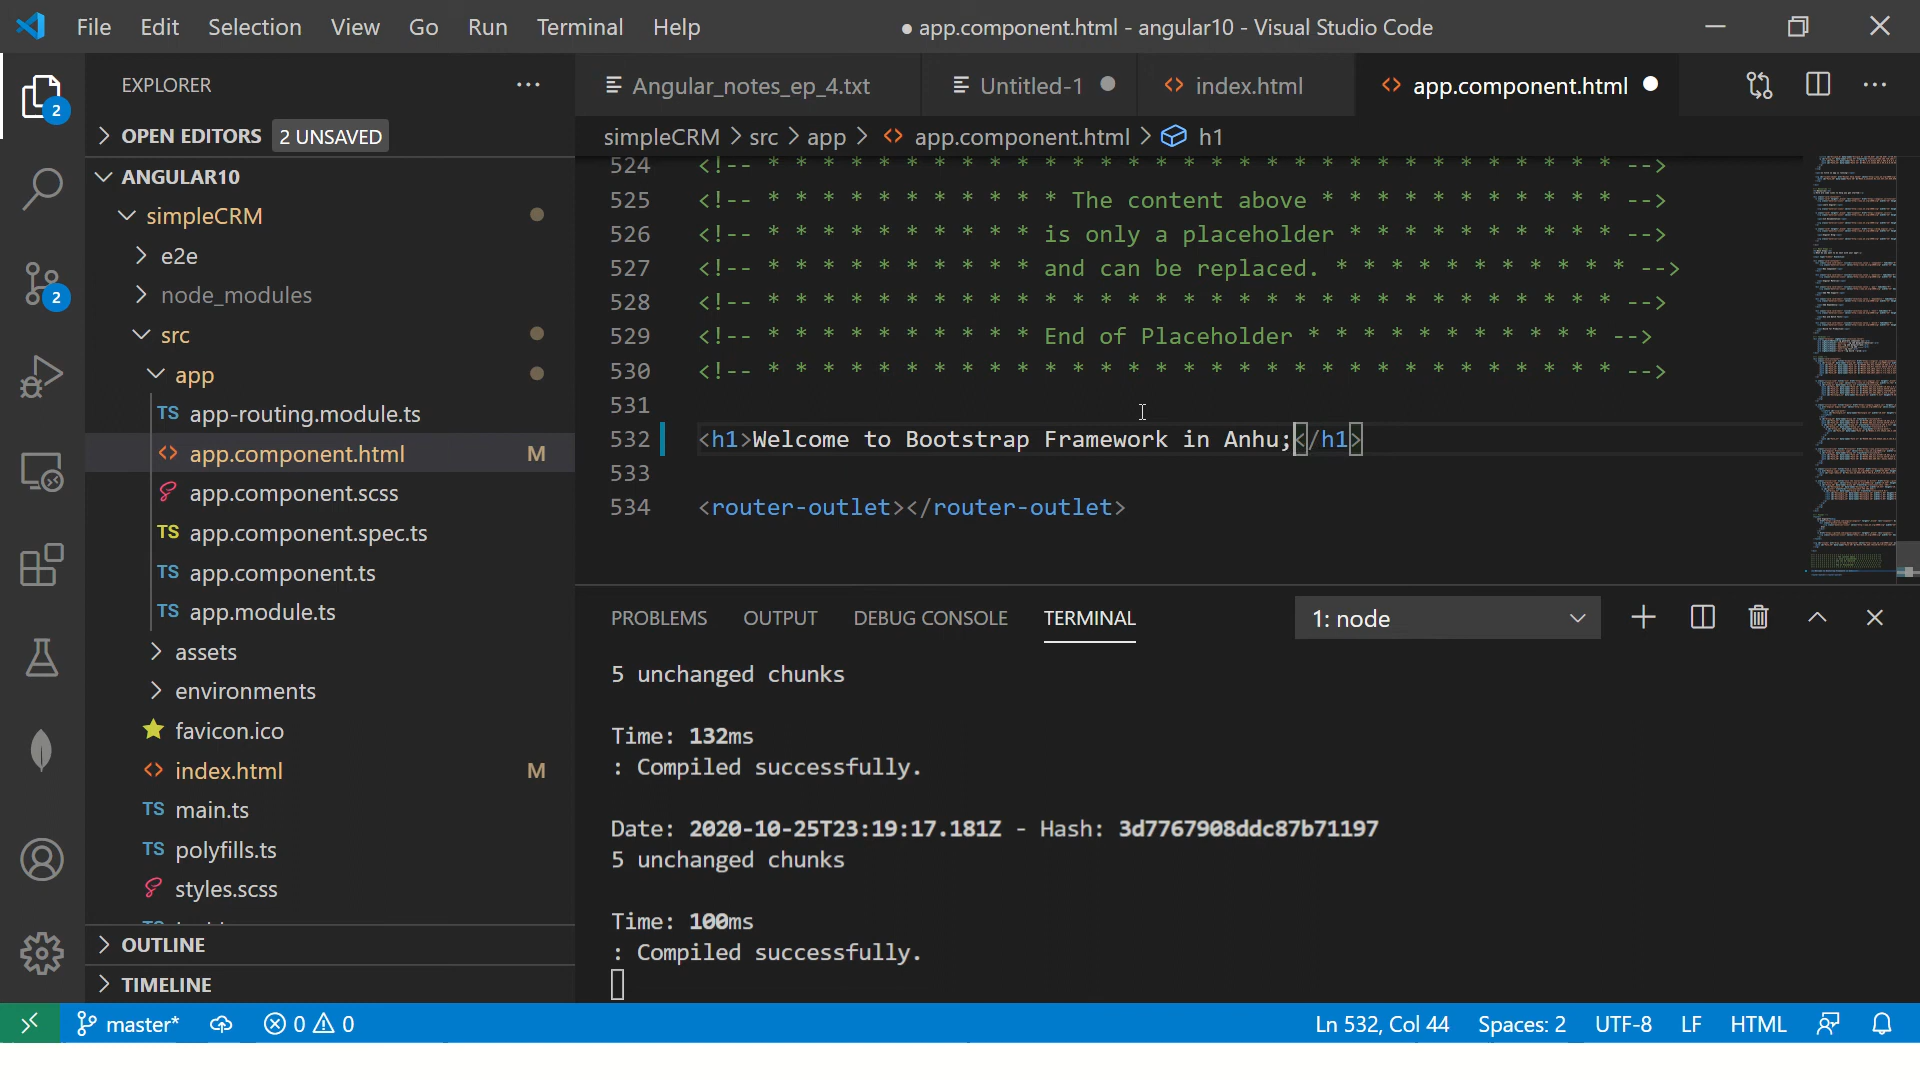 File Edit Selection View Go Run Terminal Help
● app.component.html - angular10 - Visual Studio Code
EXPLORER
Angular_notes_ep_4.txt
Untitled-1
index.html
app.component.html
2
OPEN EDITORS 2 UNSAVED
simpleCRM > src > app > app.component.html > h1
ANGULAR10
simpleCRM
e2e
node_modules
src
app
TS app-routing.module.ts
<> app.component.html M
app.component.scss
TS app.component.spec.ts
TS app.component.ts
TS app.module.ts
assets
environments
favicon.ico
<> index.html M
TS main.ts
TS polyfills.ts
styles.scss
OUTLINE
TIMELINE
2
524 <!-- * * * * * * * * * * * * * * * * * * * * * * * * * * * * * * * -->
525 <!-- * * * * * * * * * * * The content above * * * * * * * * * * * -->
526 <!-- * * * * * * * * * * is only a placeholder * * * * * * * * * * -->
527 <!-- * * * * * * * * * * and can be replaced. * * * * * * * * * * * -->
528 <!-- * * * * * * * * * * * * * * * * * * * * * * * * * * * * * * * -->
529 <!-- * * * * * * * * * * End of Placeholder * * * * * * * * * * * -->
530 <!-- * * * * * * * * * * * * * * * * * * * * * * * * * * * * * * * -->
531
532 <h1>Welcome to Bootstrap Framework in Anhu;</h1>
533
534 <router-outlet></router-outlet>
PROBLEMS OUTPUT DEBUG CONSOLE TERMINAL 1: node
5 unchanged chunks
Time: 132ms
: Compiled successfully.
Date: 2020-10-25T23:19:17.181Z - Hash: 3d7767908ddc87b71197
5 unchanged chunks
Time: 100ms
: Compiled successfully.
master* 0 0 Ln 532, Col 44 Spaces: 2 UTF-8 LF HTML